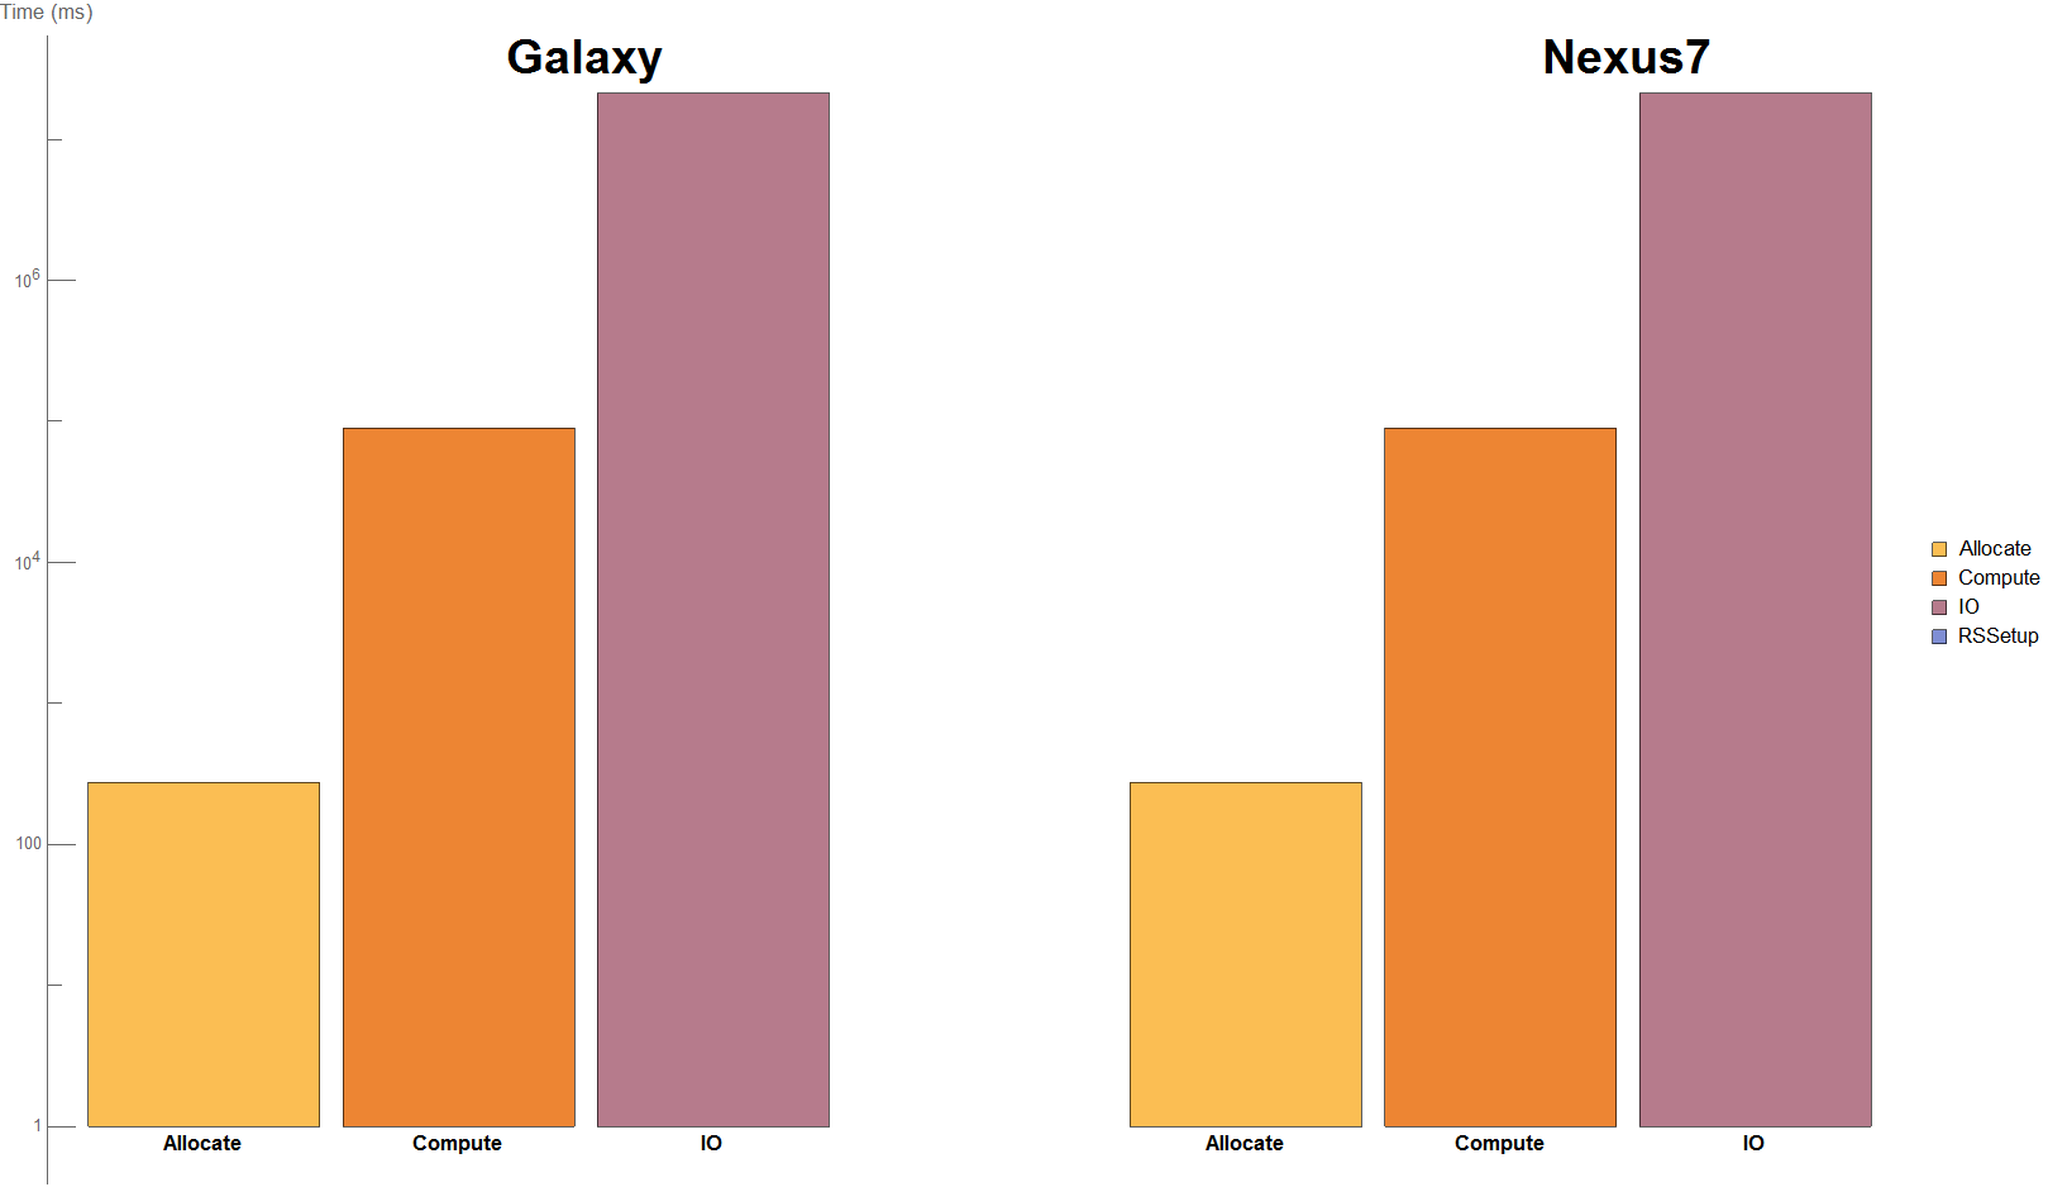 Time (ms)
Galaxy
Nexus7
10^6
10^4
100
1
Allocate
Compute
IO
Allocate
Compute
IO
Allocate
Compute
IO
RSSetup